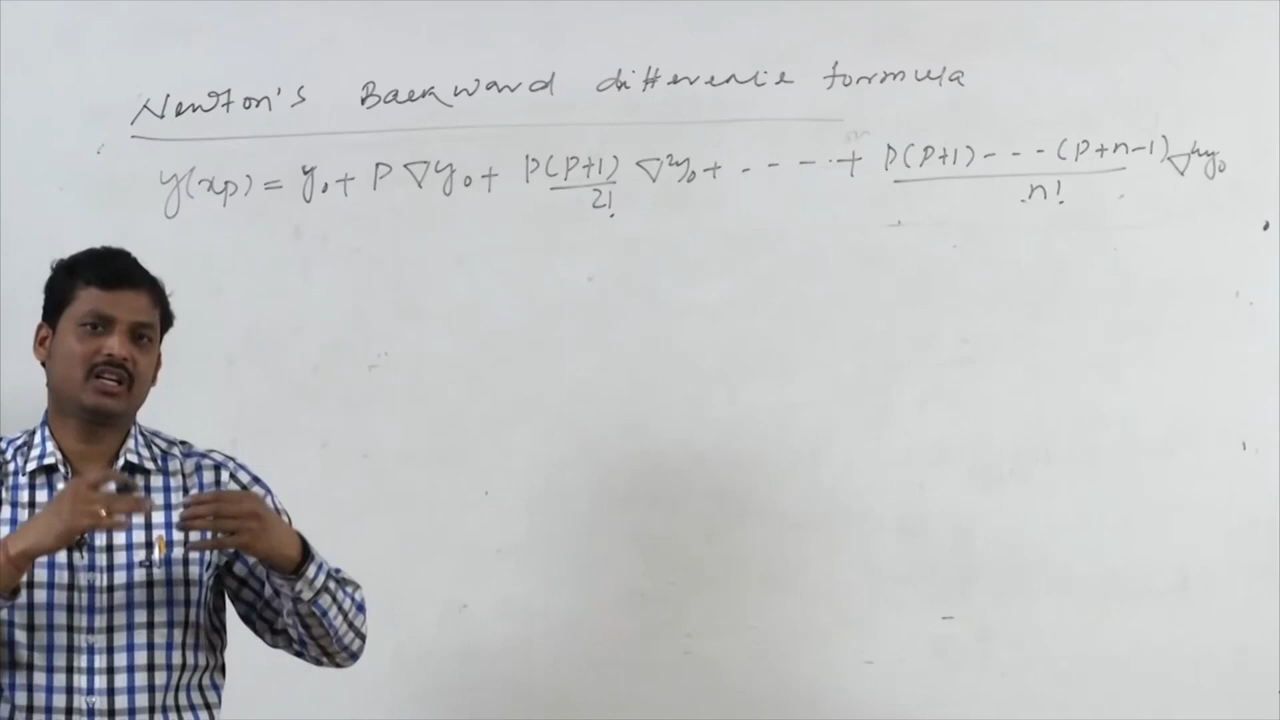 Newton's Backward difference formula
y(xp) = y₀ + P ∇y₀ + P(P+1)/2! ∇²y₀ + ---- + P(P+1)---(P+n-1)/n! ∇ⁿy₀